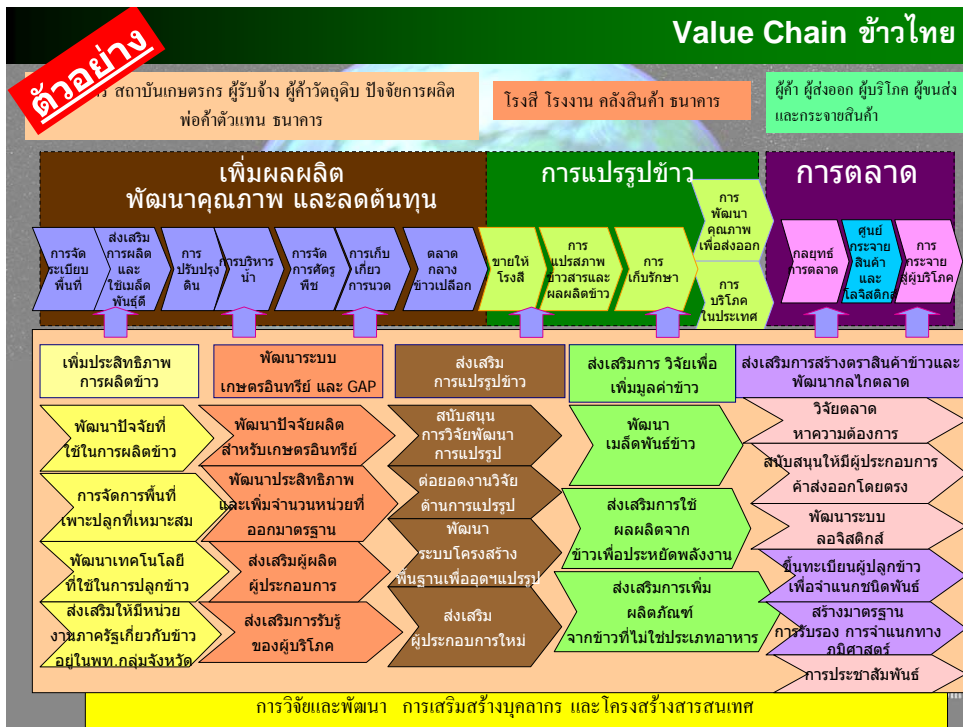 Value Chain ข้าวไทย
ตัวอย่าง
สถาบันเกษตรกร ผู้รับจ้าง ผู้ค้าวัตถุดิบ ปัจจัยการผลิต
พ่อค้าตัวแทน ธนาคาร
โรงสี โรงงาน คลังสินค้า ธนาคาร
ผู้ค้า ผู้ส่งออก ผู้บริโภค ผู้ขนส่ง
และกระจายสินค้า
เพิ่มผลผลิต
พัฒนาคุณภาพ และลดต้นทุน
การแปรรูปข้าว
การตลาด
การจัด
ระเบียบ
พื้นที่
ส่งเสริม
การผลิต
และ
ใช้เมล็ด
พันธุ์ดี
การ
ปรับปรุง
ดิน
การบริหาร
น้ำ
การจัด
การศัตรู
พืช
การเก็บ
เกี่ยว
การนวด
ตลาด
กลาง
ข้าวเปลือก
ขายให้
โรงสี
การ
แปรสภาพ
ข้าวสารและ
ผลผลิตข้าว
การ
เก็บรักษา
การ
พัฒนา
คุณภาพ
เพื่อส่งออก
การ
บริโภค
ในประเทศ
กลยุทธ์
การตลาด
ศูนย์
กระจาย
สินค้า
และ
โลจิสติกส์
การ
กระจาย
สู่ผู้บริโภค
เพิ่มประสิทธิภาพ
การผลิตข้าว
พัฒนาปัจจัยที่
ใช้ในการผลิตข้าว
การจัดการพื้นที่
เพาะปลูกที่เหมาะสม
พัฒนาเทคโนโลยี
ที่ใช้ในการปลูกข้าว
ส่งเสริมให้มีหน่วย
งานภาครัฐเกี่ยวกับข้าว
อยู่ในพท.กลุ่มจังหวัด
พัฒนาระบบ
เกษตรอินทรีย์ และ GAP
พัฒนาปัจจัยผลิต
สำหรับเกษตรอินทรีย์
พัฒนาประสิทธิภาพ
และเพิ่มจำนวนหน่วยที่
ออกมาตรฐาน
ส่งเสริมผู้ผลิต
ผู้ประกอบการ
ส่งเสริมการรับรู้
ของผู้บริโภค
ส่งเสริม
การแปรรูปข้าว
สนับสนุน
การวิจัยพัฒนา
การแปรรูป
ต่อยอดงานวิจัย
ด้านการแปรรูป
พัฒนา
ระบบโครงสร้าง
พื้นฐานเพื่ออุตฯแปรรูป
ส่งเสริม
ผู้ประกอบการใหม่
ส่งเสริมการ วิจัยเพื่อ
เพิ่มมูลค่าข้าว
พัฒนา
เมล็ดพันธ์ข้าว
ส่งเสริมการใช้
ผลผลิตจาก
ข้าวเพื่อประหยัดพลังงาน
ส่งเสริมการเพิ่ม
ผลิตภัณฑ์
จากข้าวที่ไม่ใช่ประเภทอาหาร
ส่งเสริมการสร้างตราสินค้าข้าวและ
พัฒนากลไกตลาด
วิจัยตลาด
หาความต้องการ
สนับสนุนให้มีผู้ประกอบการ
ค้าส่งออกโดยตรง
พัฒนาระบบ
ลอจิสติกส์
ขึ้นทะเบียนผู้ปลูกข้าว
เพื่อจำแนกชนิดพันธ์
สร้างมาตรฐาน
การรับรอง การจำแนกทาง
ภูมิศาสตร์
การประชาสัมพันธ์
การวิจัยและพัฒนา การเสริมสร้างบุคลากร และโครงสร้างสารสนเทศ